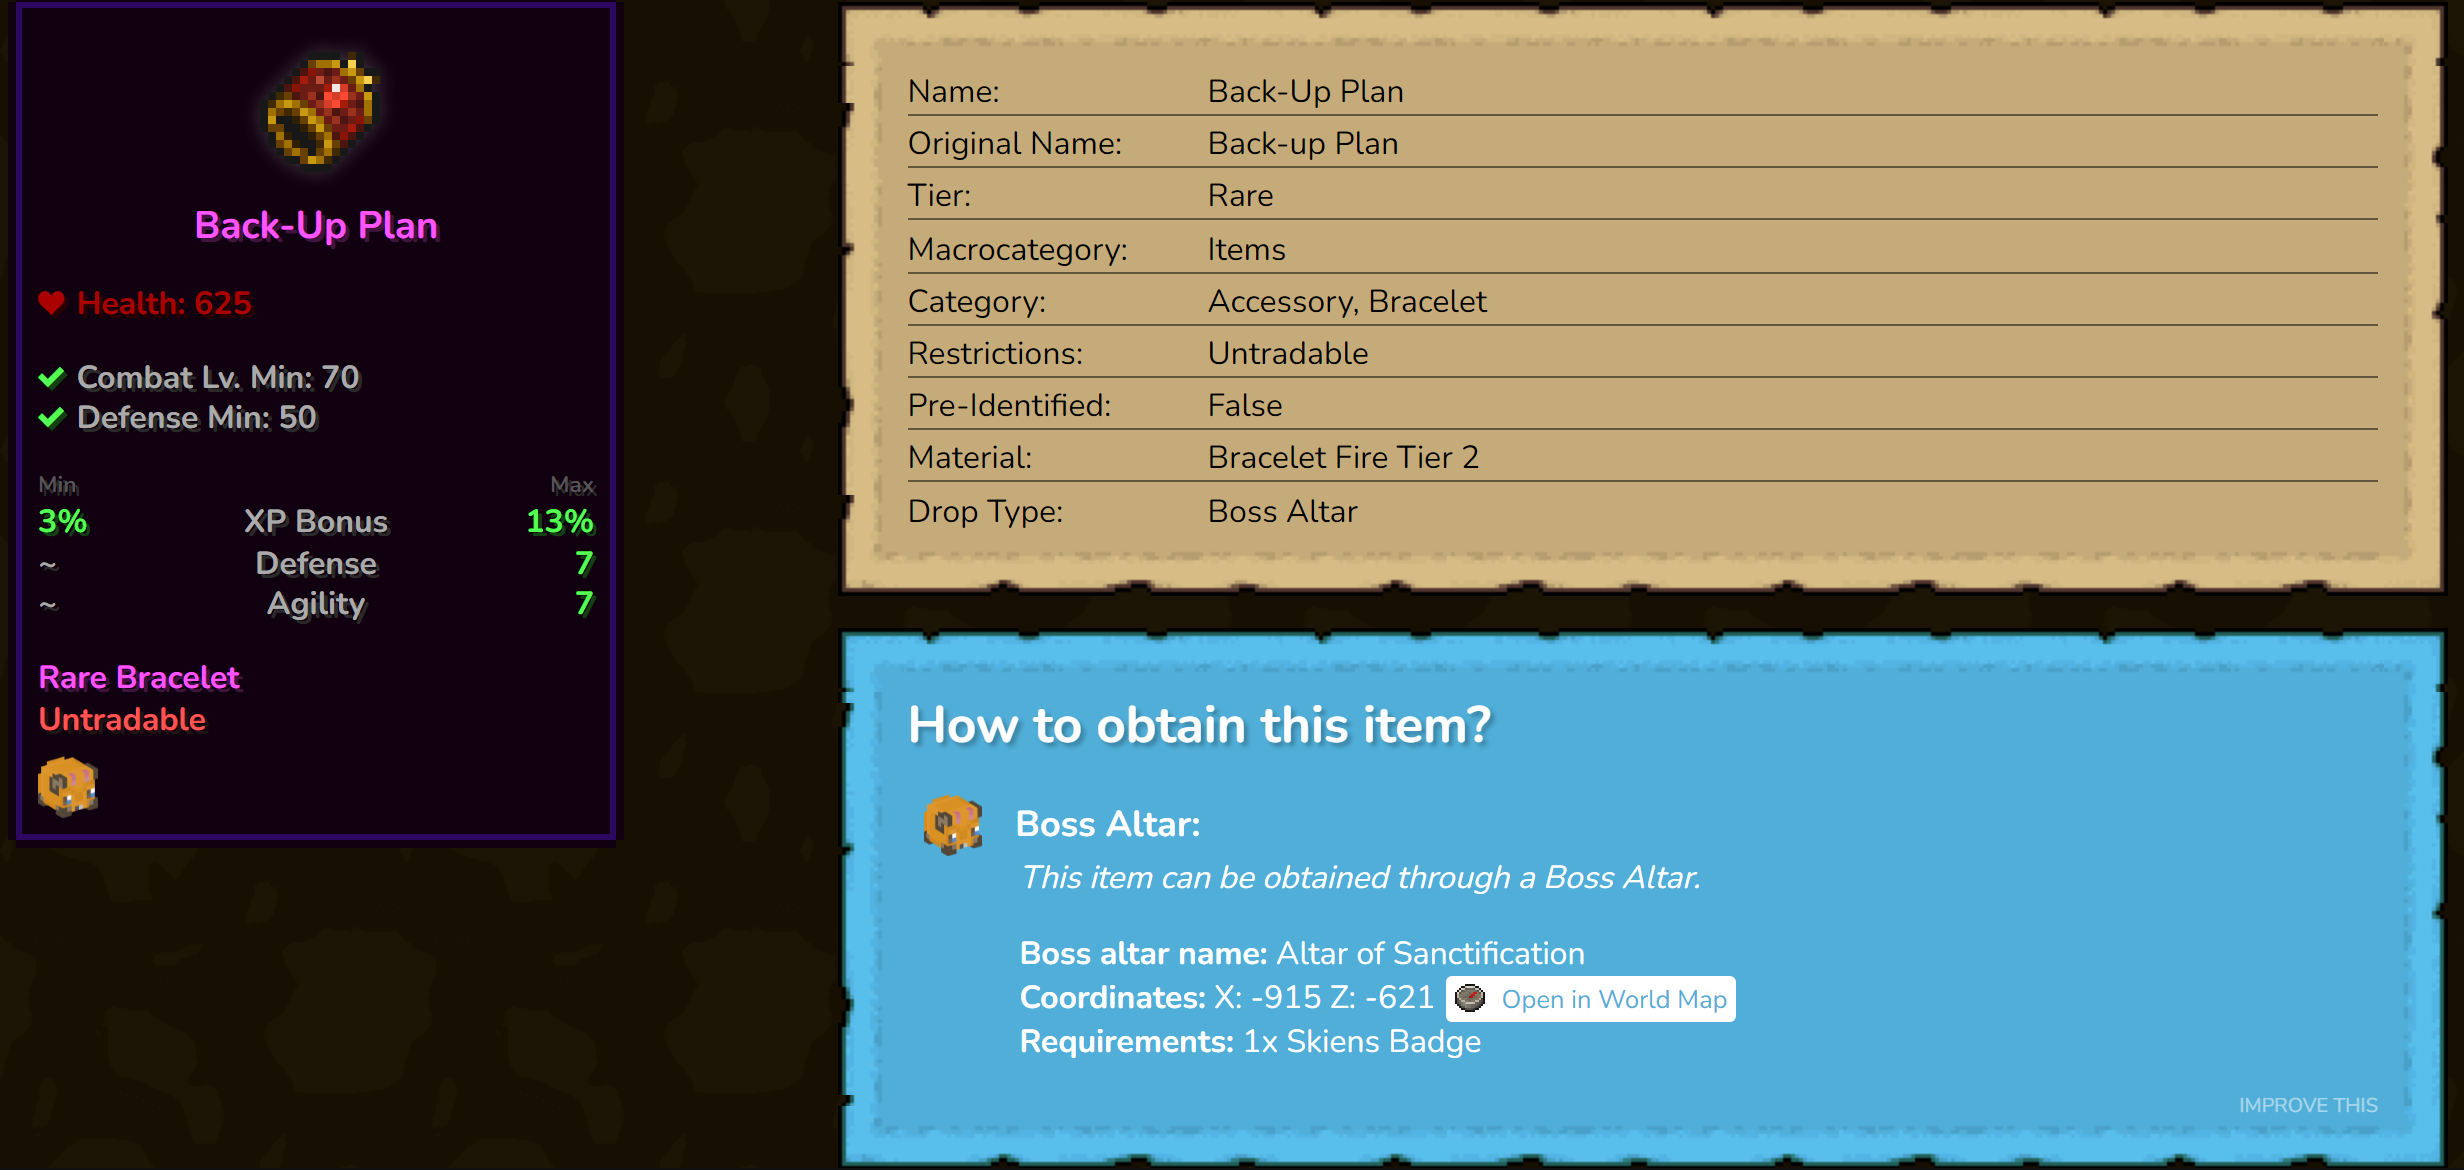 Back-Up Plan
Health: 625
Combat Lv. Min: 70
Defense Min: 50
Min Max
3% XP Bonus 13%
~ Defense 7
~ Agility 7
Rare Bracelet
Untradable
Name: Back-Up Plan
Original Name: Back-up Plan
Tier: Rare
Macrocategory: Items
Category: Accessory, Bracelet
Restrictions: Untradable
Pre-Identified: False
Material: Bracelet Fire Tier 2
Drop Type: Boss Altar
How to obtain this item?
Boss Altar:
This item can be obtained through a Boss Altar.
Boss altar name: Altar of Sanctification
Coordinates: X: -915 Z: -621 Open in World Map
Requirements: 1x Skiens Badge
IMPROVE THIS